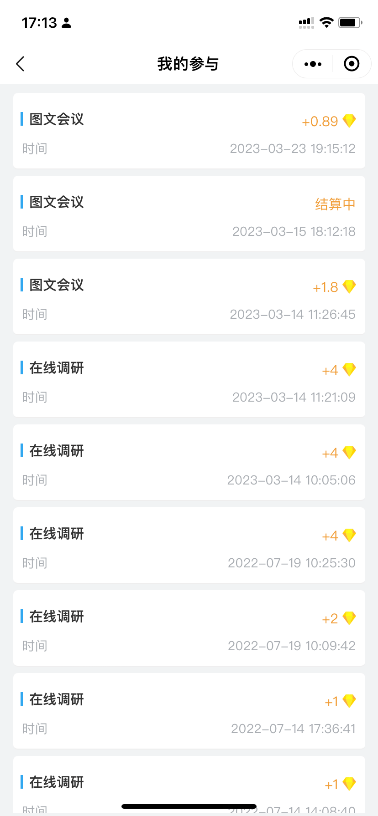 17:13
我的参与
图文会议
+0.89
时间
2023-03-23 19:15:12
图文会议
结算中
时间
2023-03-15 18:12:18
图文会议
+1.8
时间
2023-03-14 11:26:45
在线调研
+4
时间
2023-03-14 11:21:09
在线调研
+4
时间
2023-03-14 10:05:06
在线调研
+4
时间
2022-07-19 10:25:30
在线调研
+2
时间
2022-07-19 10:09:42
在线调研
+1
时间
2022-07-14 17:36:41
在线调研
+1
时间
2022-07-14 14:08:40